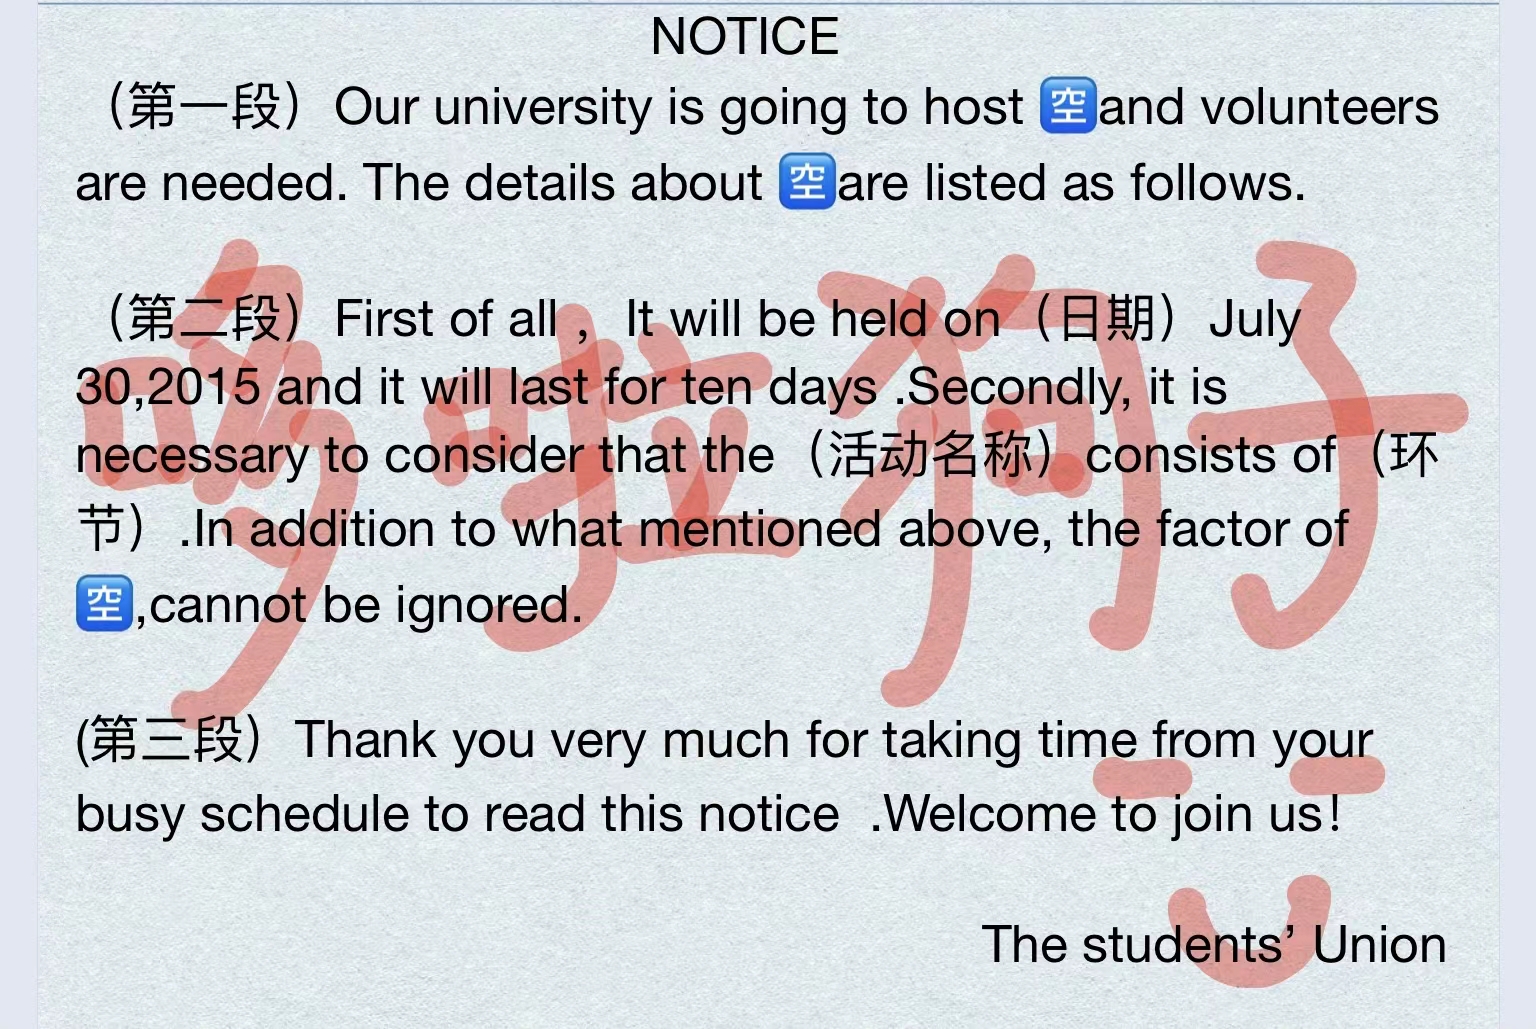 NOTICE
（第一段）Our university is going to host 🈳and volunteers
are needed. The details about 🈳are listed as follows.
（第二段）First of all ，It will be held on（日期）July
30,2015 and it will last for ten days .Secondly, it is
necessary to consider that the（活动名称）consists of（环
节）.In addition to what mentioned above, the factor of
🈳,cannot be ignored.
(第三段）Thank you very much for taking time from your
busy schedule to read this notice  .Welcome to join us！
The students’ Union
哆啦狗子